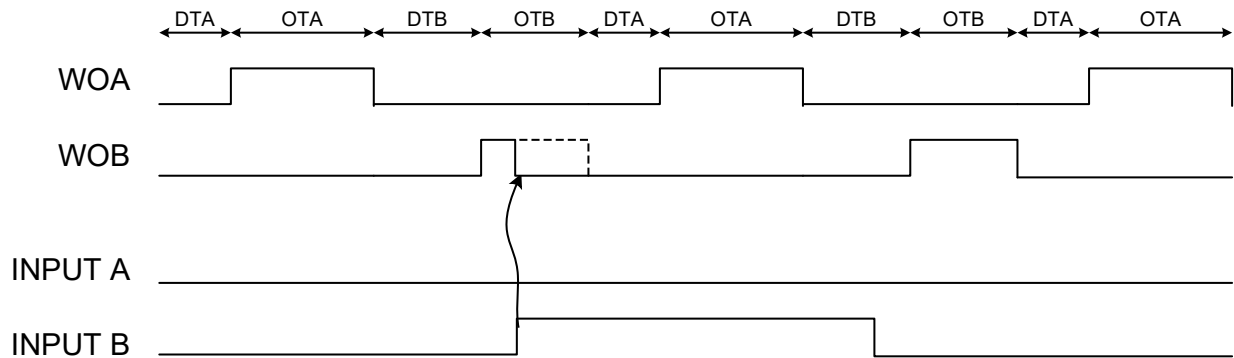 DTA OTA DTB OTB DTA OTA DTB OTB DTA OTA
WOA
WOB
INPUT A
INPUT B